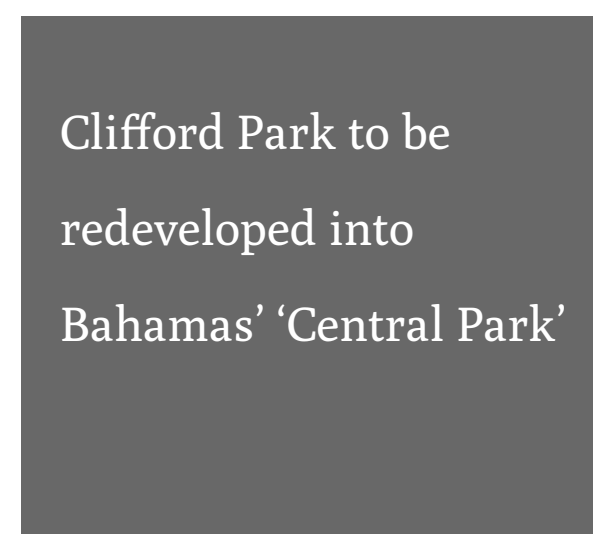 Clifford Park to be
redeveloped into
Bahamas’ ‘Central Park’